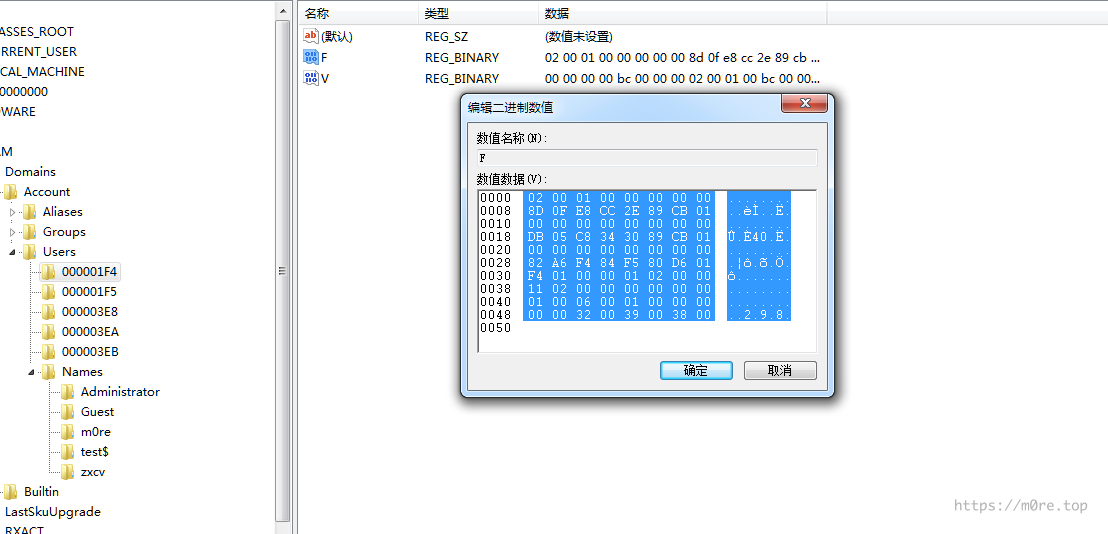 ASSES_ROOT
RRENT_USER
CAL_MACHINE
0000000
WARE
AM
Domains
Account
Aliases
Groups
Users
000001F4
000001F5
000003E8
000003EA
000003EB
Names
Administrator
Guest
m0re
test$
zxcv
Builtin
LastSkuUpgrade
RXACT
名称 类型 数据
(默认) REG_SZ (数值未设置)
F REG_BINARY 02 00 01 00 00 00 00 00 8d 0f e8 cc 2e 89 cb ...
V REG_BINARY 00 00 00 00 bc 00 00 00 02 00 01 00 bc 00 00...
编辑二进制数值
数值名称(N):
F
数值数据(V):
0000 02 00 01 00 00 00 00 00 ........
0008 8D 0F E8 CC 2E 89 CB 01 ..èÌ..Ë.
0010 00 00 00 00 00 00 00 00 ........
0018 DB 05 C8 34 30 89 CB 01 Û.È40.Ë.
0020 00 00 00 00 00 00 00 00 ........
0028 82 A6 F4 84 F5 80 D6 01 .¦ô.õ.Ö.
0030 F4 01 00 00 01 02 00 00 ô.......
0038 11 02 00 00 00 00 00 00 ........
0040 01 00 06 00 01 00 00 00 ........
0048 00 00 32 00 39 00 38 00 ..2.9.8.
0050
确定 取消
https://m0re.top